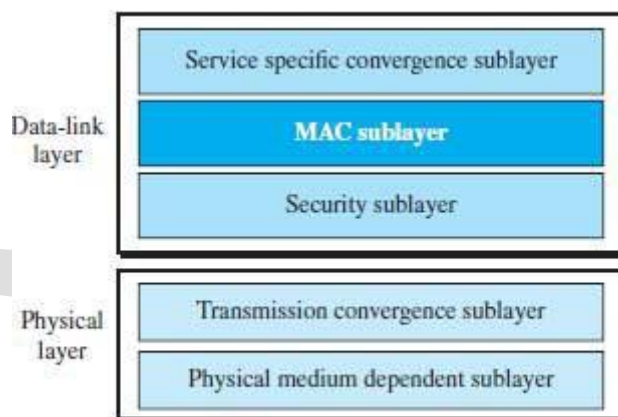 Service specific convergence sublayer
Data-link
layer
MAC sublayer
Security sublayer
Physical
layer
Transmission convergence sublayer
Physical medium dependent sublayer